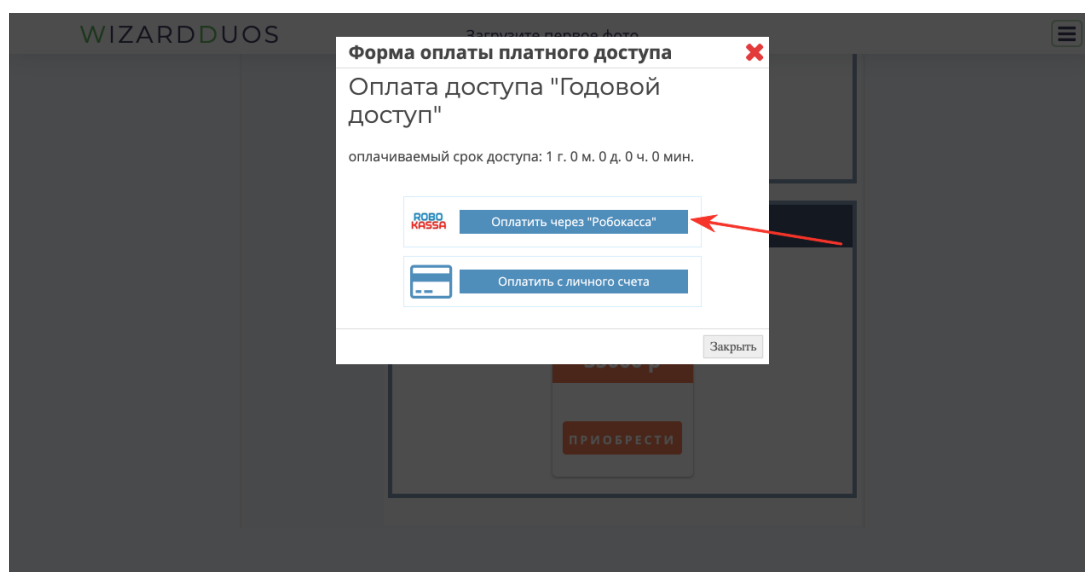 WIZARDDUOS
Загрузите первое фото
Форма оплаты платного доступа
Оплата доступа "Годовой
доступ"
оплачиваемый срок доступа: 1 г. 0 м. 0 д. 0 ч. 0 мин.
ROBO
KASSA
Оплатить через "Робокасса"
Оплатить с личного счета
Закрыть
ПРИОБРЕСТИ